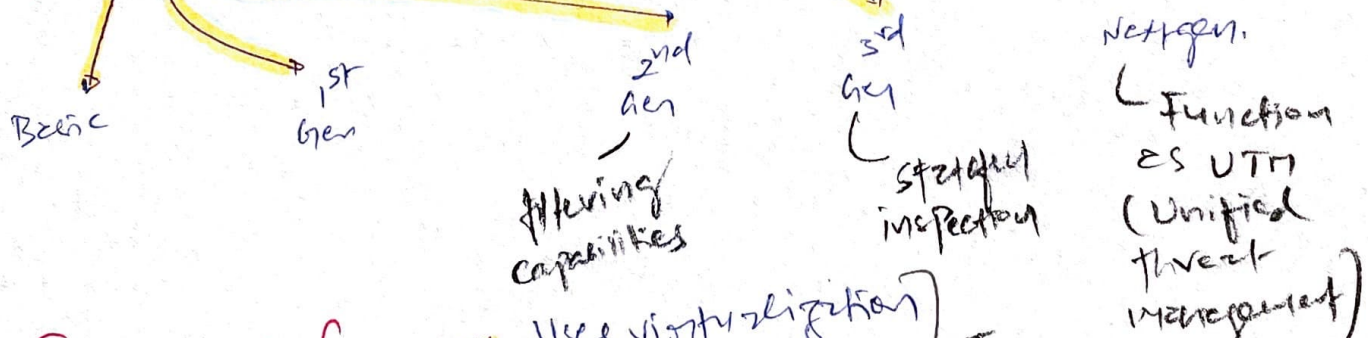 Basic
1st
Gen
2nd
Gen
filtering
capabilities
3rd
Gen
stateful
inspection
Nextgen.
Function
as UTM
(Unified
threat
management)
Uses virtualization)